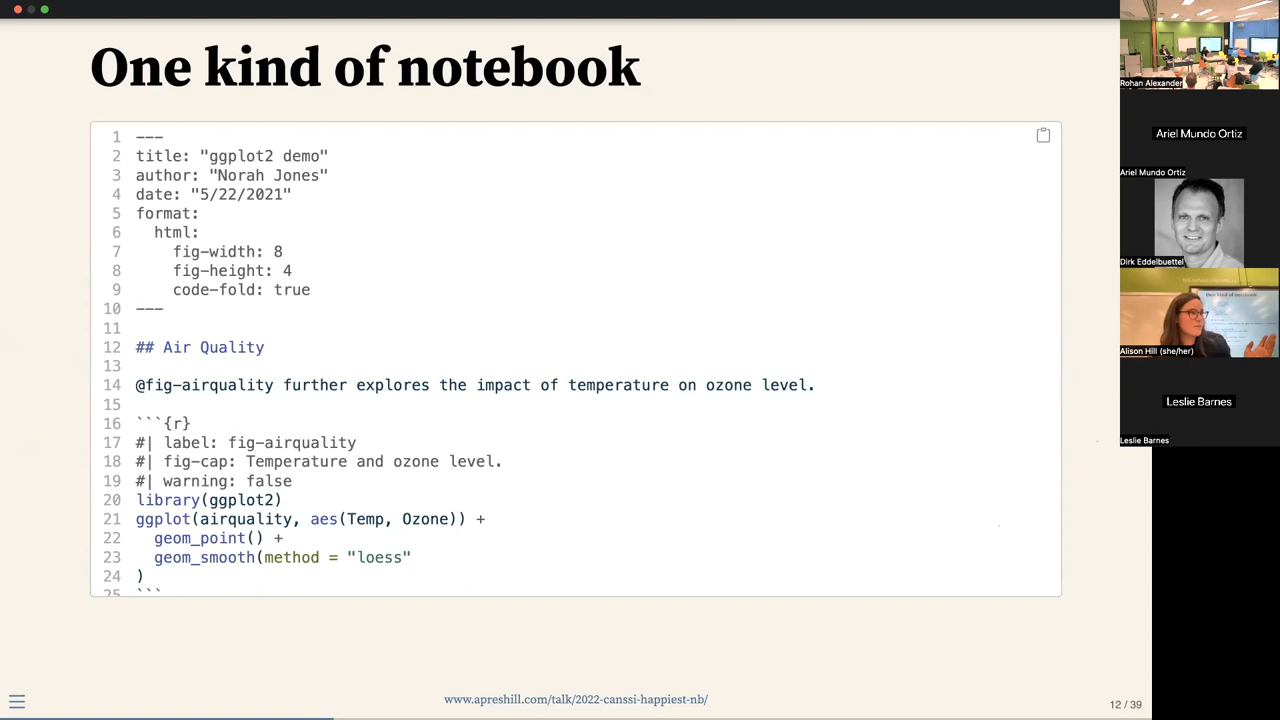 One kind of notebook
1 ---
2 title: "ggplot2 demo"
3 author: "Norah Jones"
4 date: "5/22/2021"
5 format:
6   html:
7     fig-width: 8
8     fig-height: 4
9     code-fold: true
10 ---
11
12 ## Air Quality
13
14 @fig-airquality further explores the impact of temperature on ozone level.
15
16 ```{r}
17 #| label: fig-airquality
18 #| fig-cap: Temperature and ozone level.
19 #| warning: false
20 library(ggplot2)
21 ggplot(airquality, aes(Temp, Ozone)) +
22   geom_point() +
23   geom_smooth(method = "loess"
24 )
25 ```
www.apreshill.com/talk/2022-canssi-happiest-nb/
12 / 39
Rohan Alexander
Ariel Mundo Ortiz
Ariel Mundo Ortiz
Dirk Eddelbuettel
One kind of notebook
Alison Hill (she/her)
Leslie Barnes
Leslie Barnes